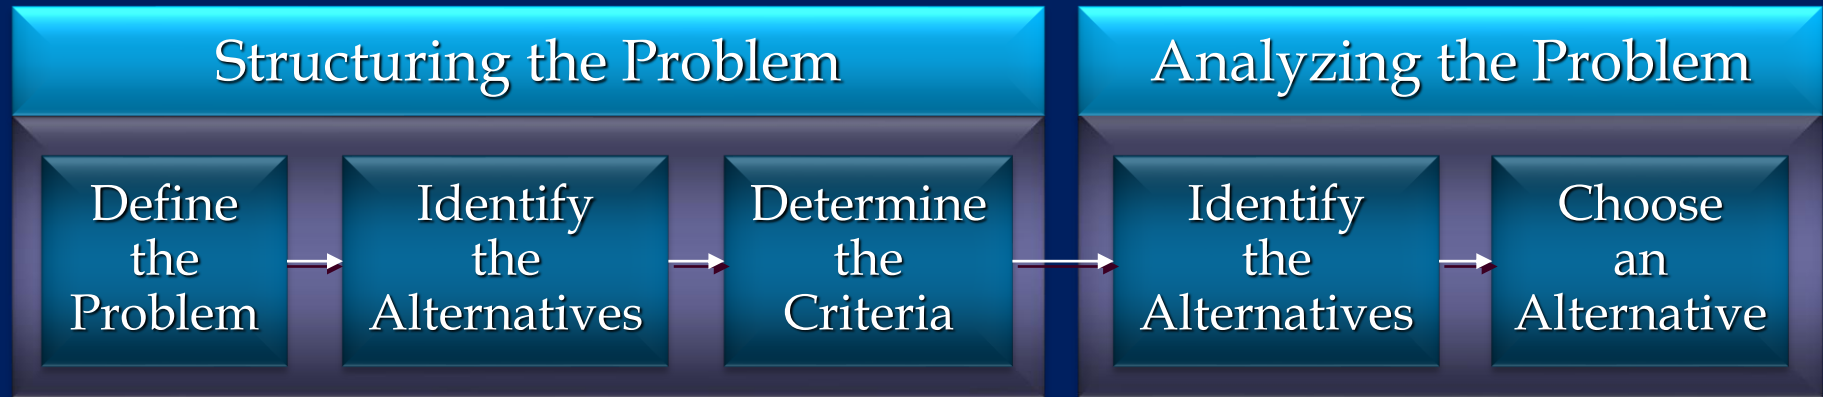 Structuring the Problem
Analyzing the Problem
Define
the
Problem
Identify
the
Alternatives
Determine
the
Criteria
Identify
the
Alternatives
Choose
an
Alternative